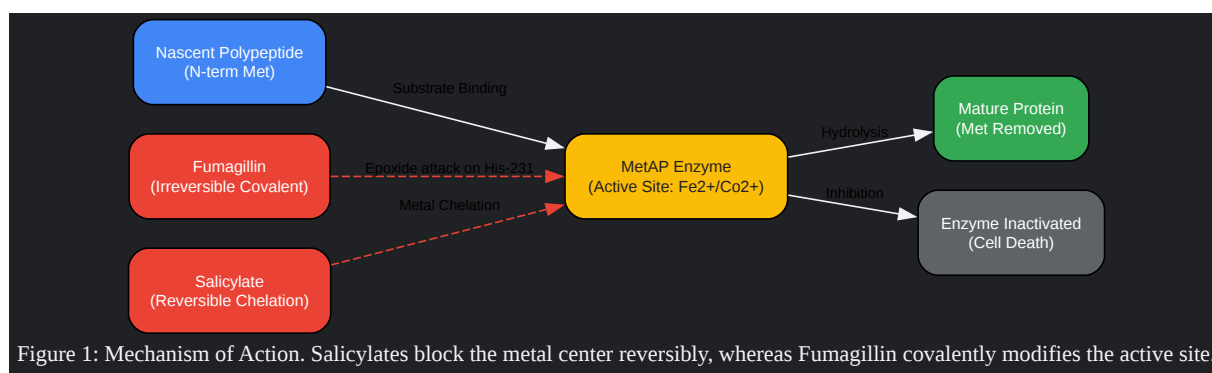 Nascent Polypeptide
(N-term Met)
Substrate Binding
Fumagillin
(Irreversible Covalent)
Epoxide attack on His-231
Metal Chelation
Salicylate
(Reversible Chelation)
MetAP Enzyme
(Active Site: Fe2+/Co2+)
Hydrolysis
Inhibition
Mature Protein
(Met Removed)
Enzyme Inactivated
(Cell Death)
Figure 1: Mechanism of Action. Salicylates block the metal center reversibly, whereas Fumagillin covalently modifies the active site.